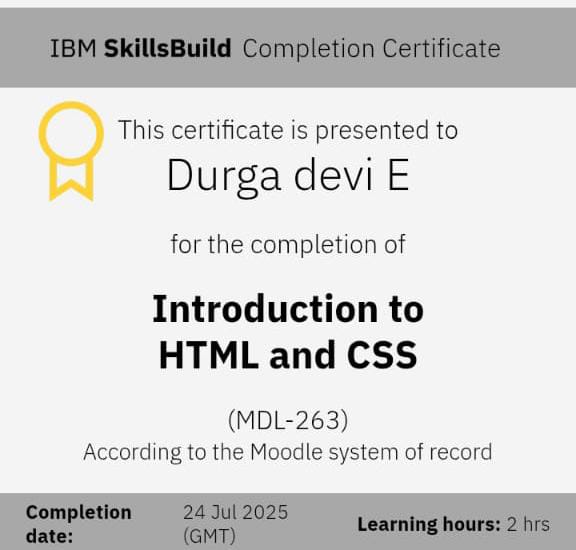 IBM SkillsBuild Completion Certificate
This certificate is presented to
Durga devi E
for the completion of
Introduction to
HTML and CSS
(MDL-263)
According to the Moodle system of record
Completion date: 24 Jul 2025 (GMT)
Learning hours: 2 hrs